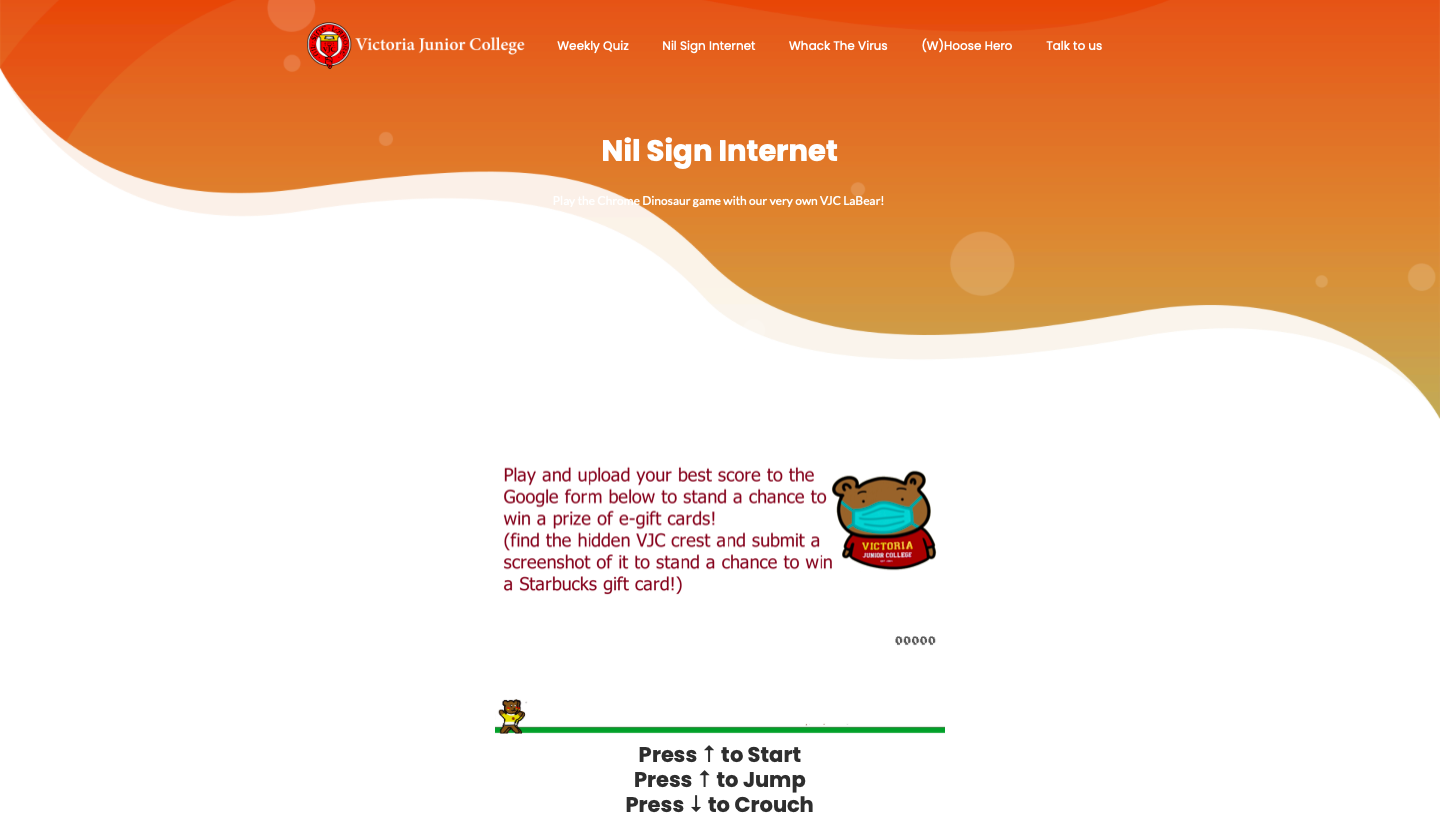 Victoria Junior College
Weekly Quiz
Nil Sign Internet
Whack The Virus
(W)Hoose Hero
Talk to us
Nil Sign Internet
Play the Chrome Dinosaur game with our very own VJC LaBear!
Play and upload your best score to the
Google form below to stand a chance to
win a prize of e-gift cards!
(find the hidden VJC crest and submit a
screenshot of it to stand a chance to win
a Starbucks gift card!)
VICTORIA
JUNIOR COLLEGE
00000
Press ↑ to Start
Press ↑ to Jump
Press ↓ to Crouch